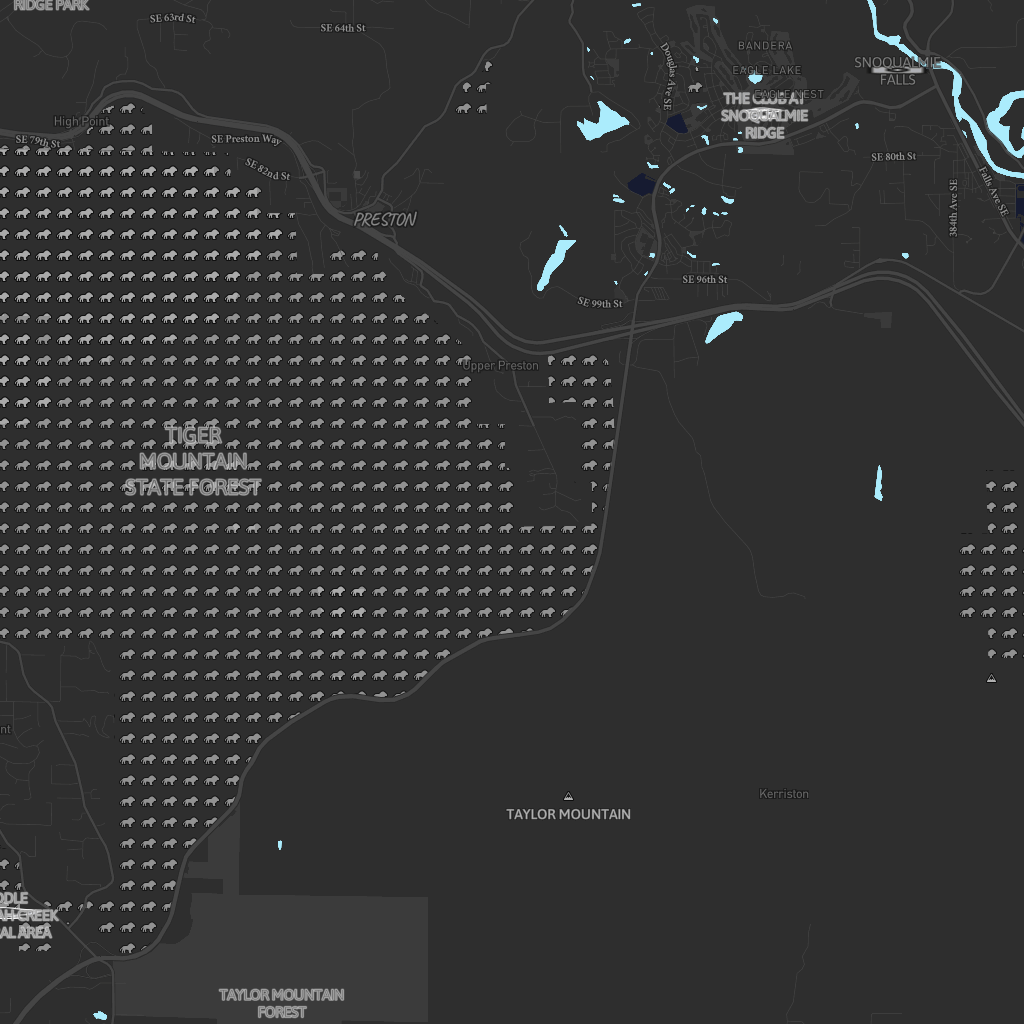 RIDGE PARK
SE 63rd St
SE 64th St
BANDERA
Douglas Ave SE
EAGLE LAKE
SNOQUALMIE
FALLS
EAGLE NEST
THE CLUB AT
SNOQUALMIE
RIDGE
High Point
SE 79th St
SE Preston Way
SE 82nd St
SE 80th St
384th Ave SE
Falls Ave SE
PRESTON
SE 96th St
SE 99th St
Upper Preston
TIGER
MOUNTAIN
STATE FOREST
nt
Kerriston
TAYLOR MOUNTAIN
DDLE
AH CREEK
AL AREA
TAYLOR MOUNTAIN
FOREST